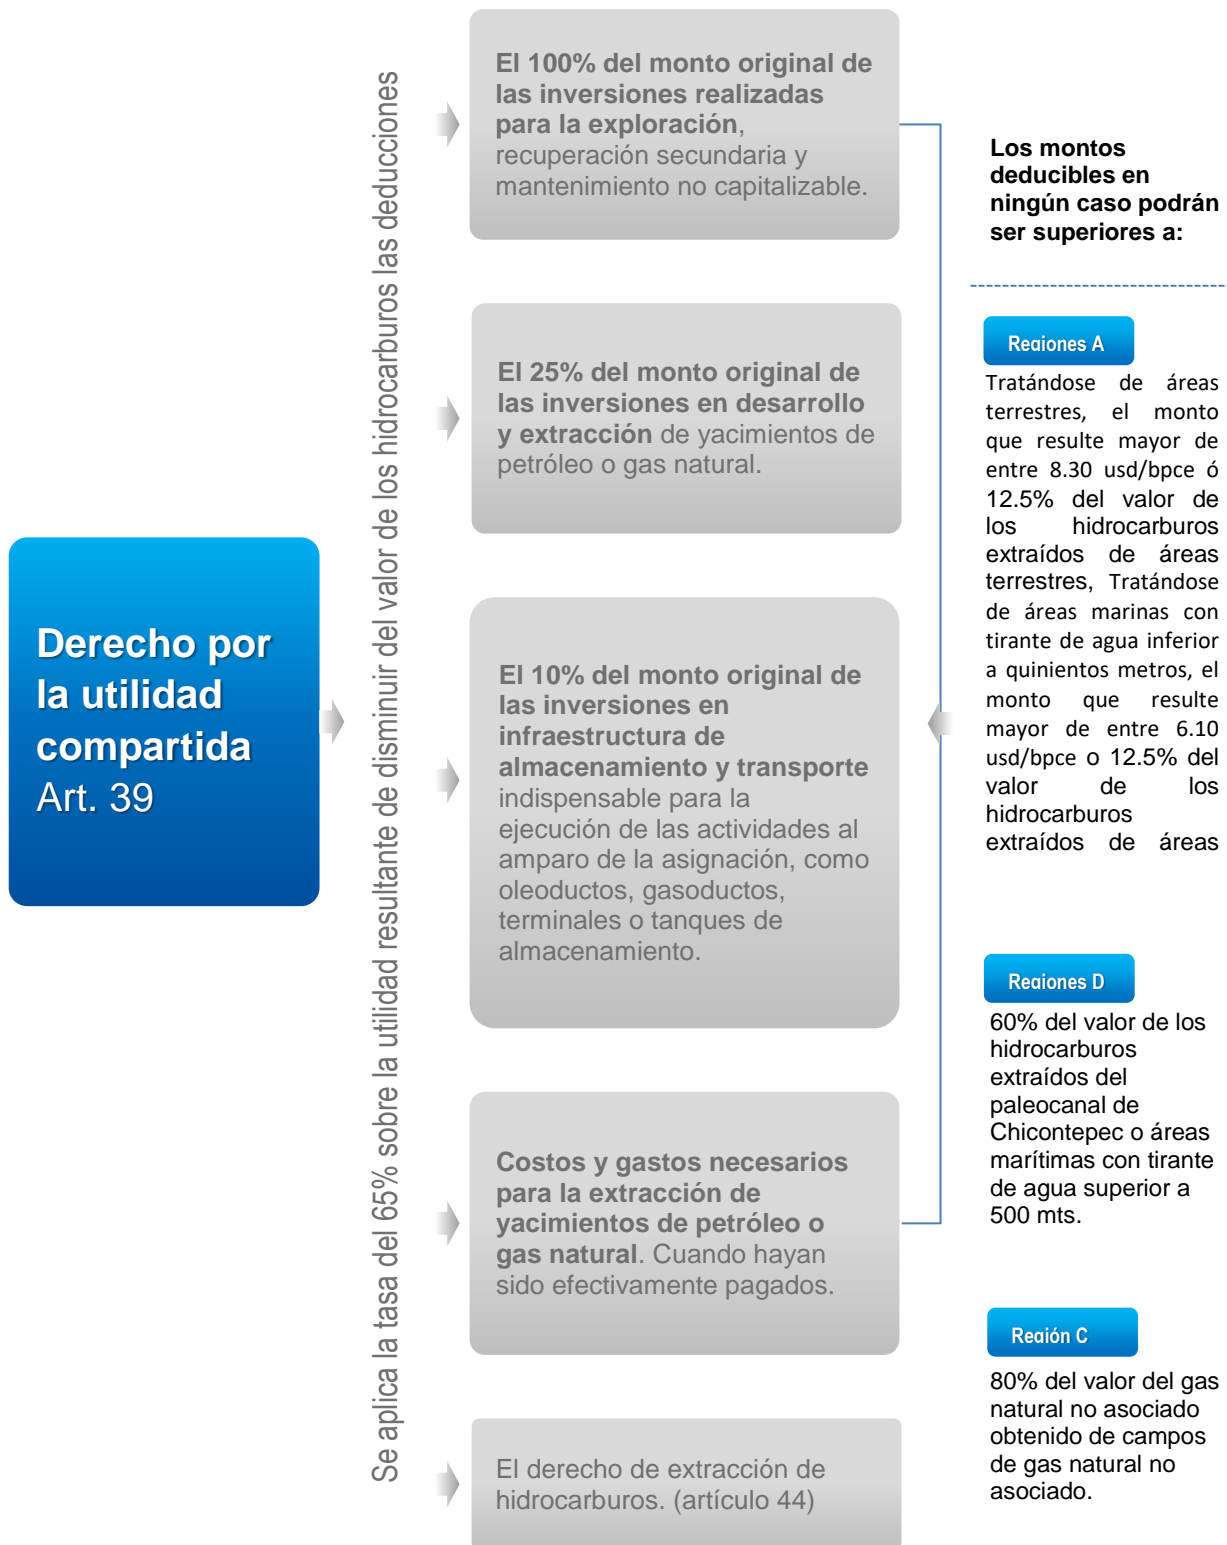 Derecho por
la utilidad
compartida
Art. 39
Se aplica la tasa del 65% sobre la utilidad resultante de disminuir del valor de los hidrocarburos las deducciones
El 100% del monto original de
las inversiones realizadas
para la exploración,
recuperación secundaria y
mantenimiento no capitalizable.
El 25% del monto original de
las inversiones en desarrollo
y extracción de yacimientos de
petróleo o gas natural.
El 10% del monto original de
las inversiones en
infraestructura de
almacenamiento y transporte
indispensable para la
ejecución de las actividades al
amparo de la asignación, como
oleoductos, gasoductos,
terminales o tanques de
almacenamiento.
Costos y gastos necesarios
para la extracción de
yacimientos de petróleo o
gas natural. Cuando hayan
sido efectivamente pagados.
El derecho de extracción de
hidrocarburos. (artículo 44)
Los montos
deducibles en
ningún caso podrán
ser superiores a:
Regiones A
Tratándose de áreas
terrestres, el monto
que resulte mayor de
entre 8.30 usd/bpce ó
12.5% del valor de
los hidrocarburos
extraídos de áreas
terrestres, Tratándose
de áreas marinas con
tirante de agua inferior
a quinientos metros, el
monto que resulte
mayor de entre 6.10
usd/bpce o 12.5% del
valor de los
hidrocarburos
extraídos de áreas
Regiones D
60% del valor de los
hidrocarburos
extraídos del
paleocanal de
Chicontepec o áreas
marítimas con tirante
de agua superior a
500 mts.
Región C
80% del valor del gas
natural no asociado
obtenido de campos
de gas natural no
asociado.